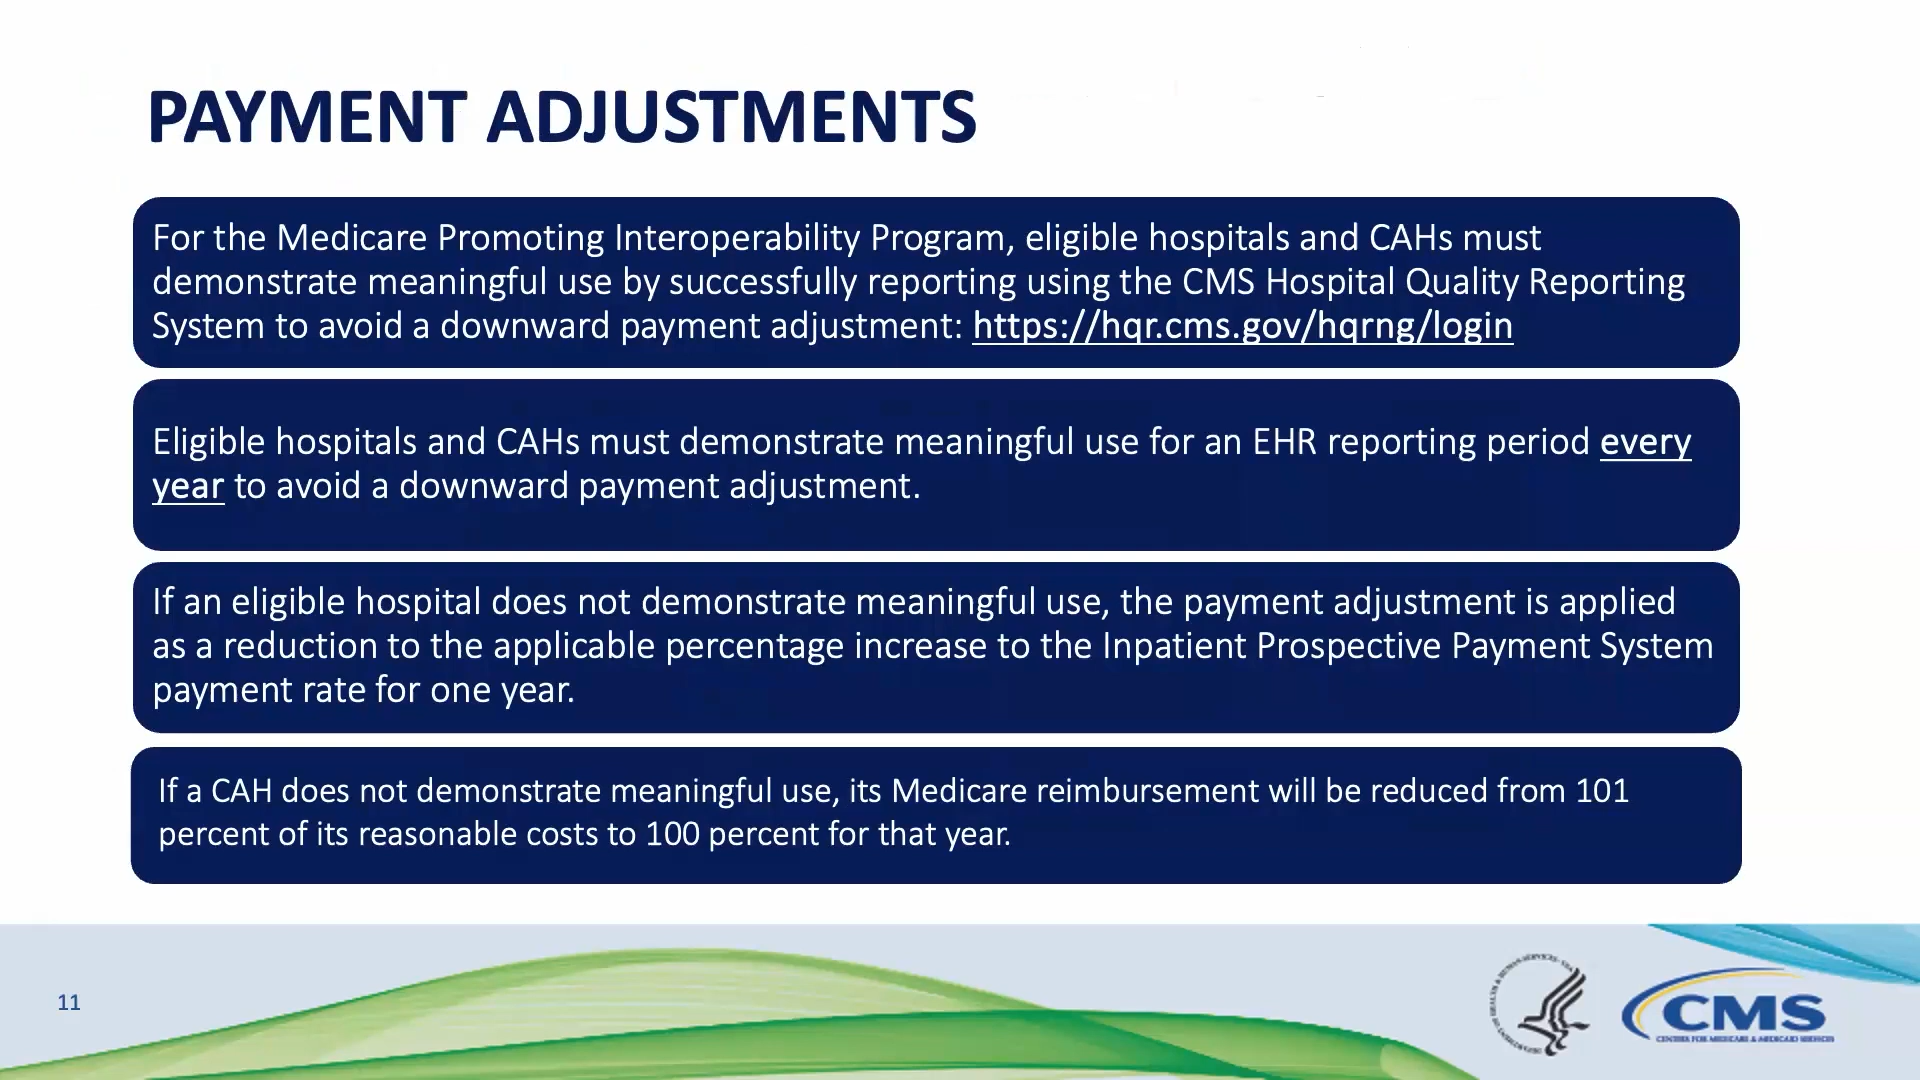 PAYMENT ADJUSTMENTS
For the Medicare Promoting Interoperability Program, eligible hospitals and CAHs must
demonstrate meaningful use by successfully reporting using the CMS Hospital Quality Reporting
System to avoid a downward payment adjustment: https://hqr.cms.gov/hqrng/login
Eligible hospitals and CAHs must demonstrate meaningful use for an EHR reporting period every
year to avoid a downward payment adjustment.
If an eligible hospital does not demonstrate meaningful use, the payment adjustment is applied
as a reduction to the applicable percentage increase to the Inpatient Prospective Payment System
payment rate for one year.
If a CAH does not demonstrate meaningful use, its Medicare reimbursement will be reduced from 101
percent of its reasonable costs to 100 percent for that year.
11
CMS
CENTERS FOR MEDICARE & MEDICAID SERVICES